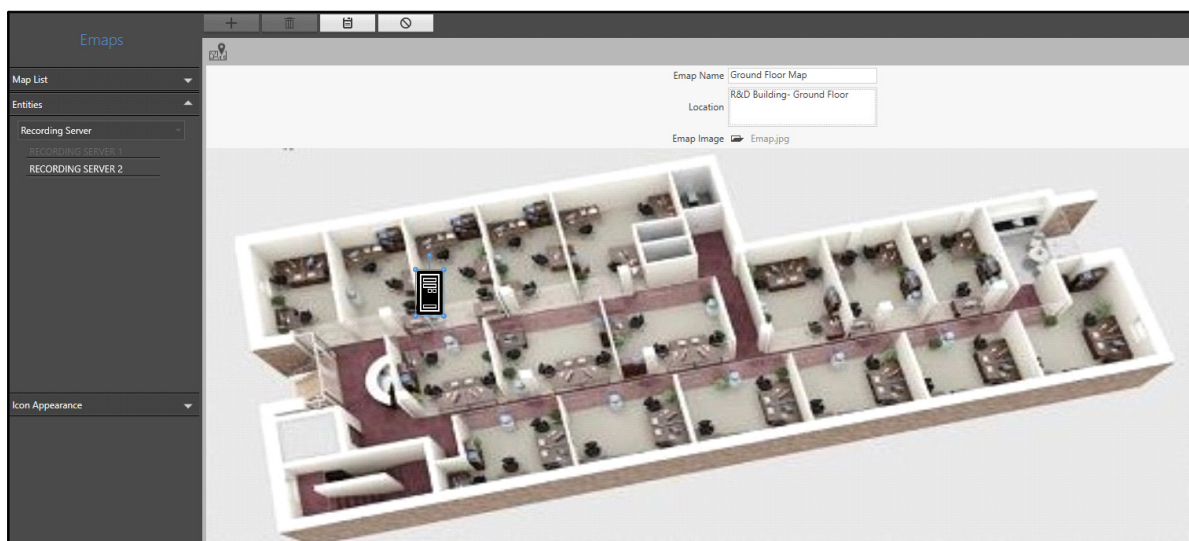 Emaps
Map List
Entities
Recording Server
RECORDING SERVER 1
RECORDING SERVER 2
Icon Appearance
Emap Name Ground Floor Map
Location R&D Building- Ground Floor
Emap Image Emap.jpg